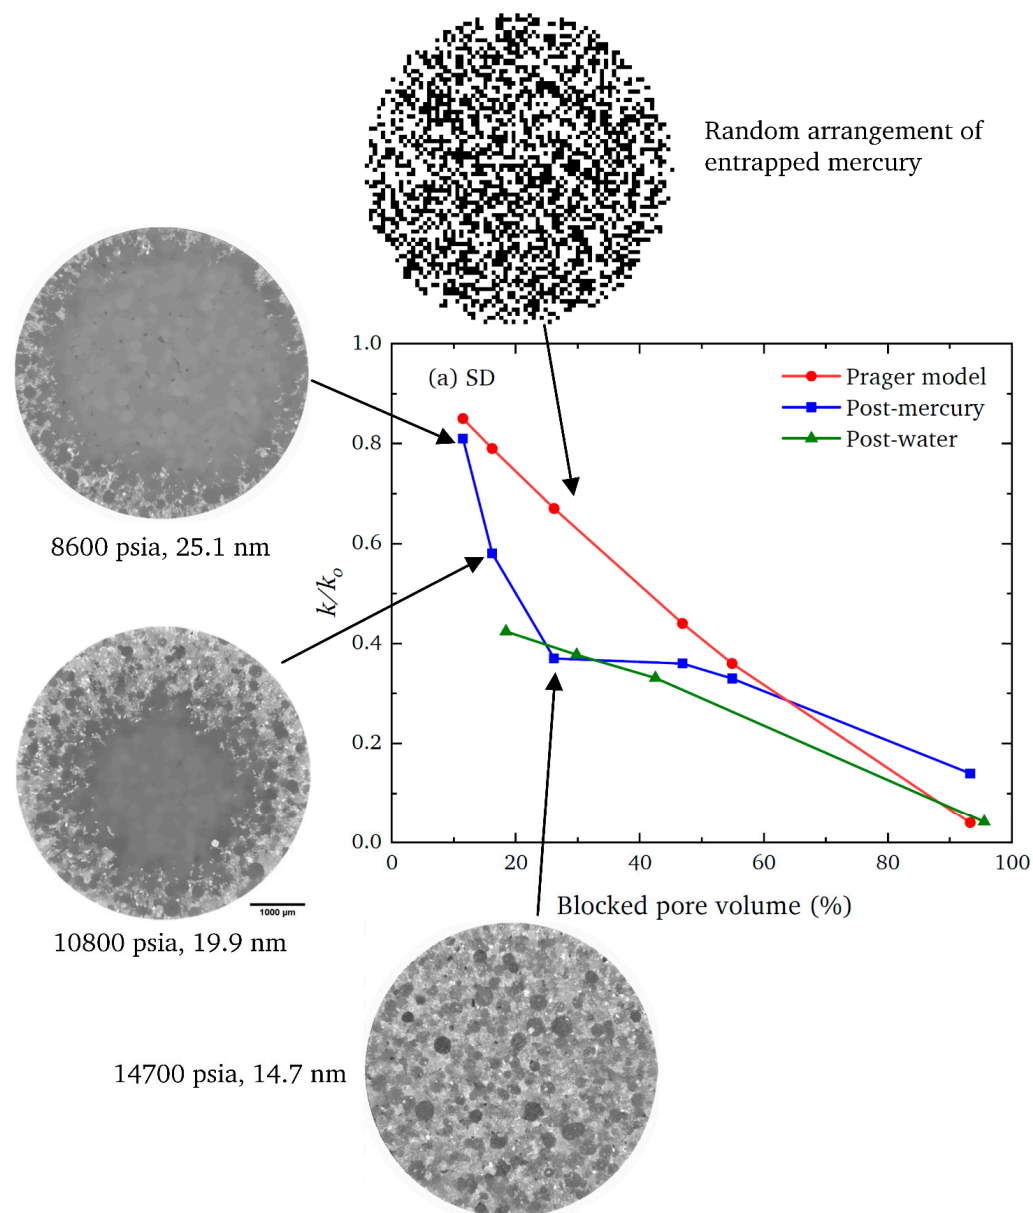 Random arrangement of
entrapped mercury
8600 psia, 25.1 nm
1.0
0.8
0.6
0.4
0.2
0.0
k/kₒ
(a) SD
Prager model
Post-mercury
Post-water
0
20
40
60
80
100
Blocked pore volume (%)
1000 µm
10800 psia, 19.9 nm
14700 psia, 14.7 nm